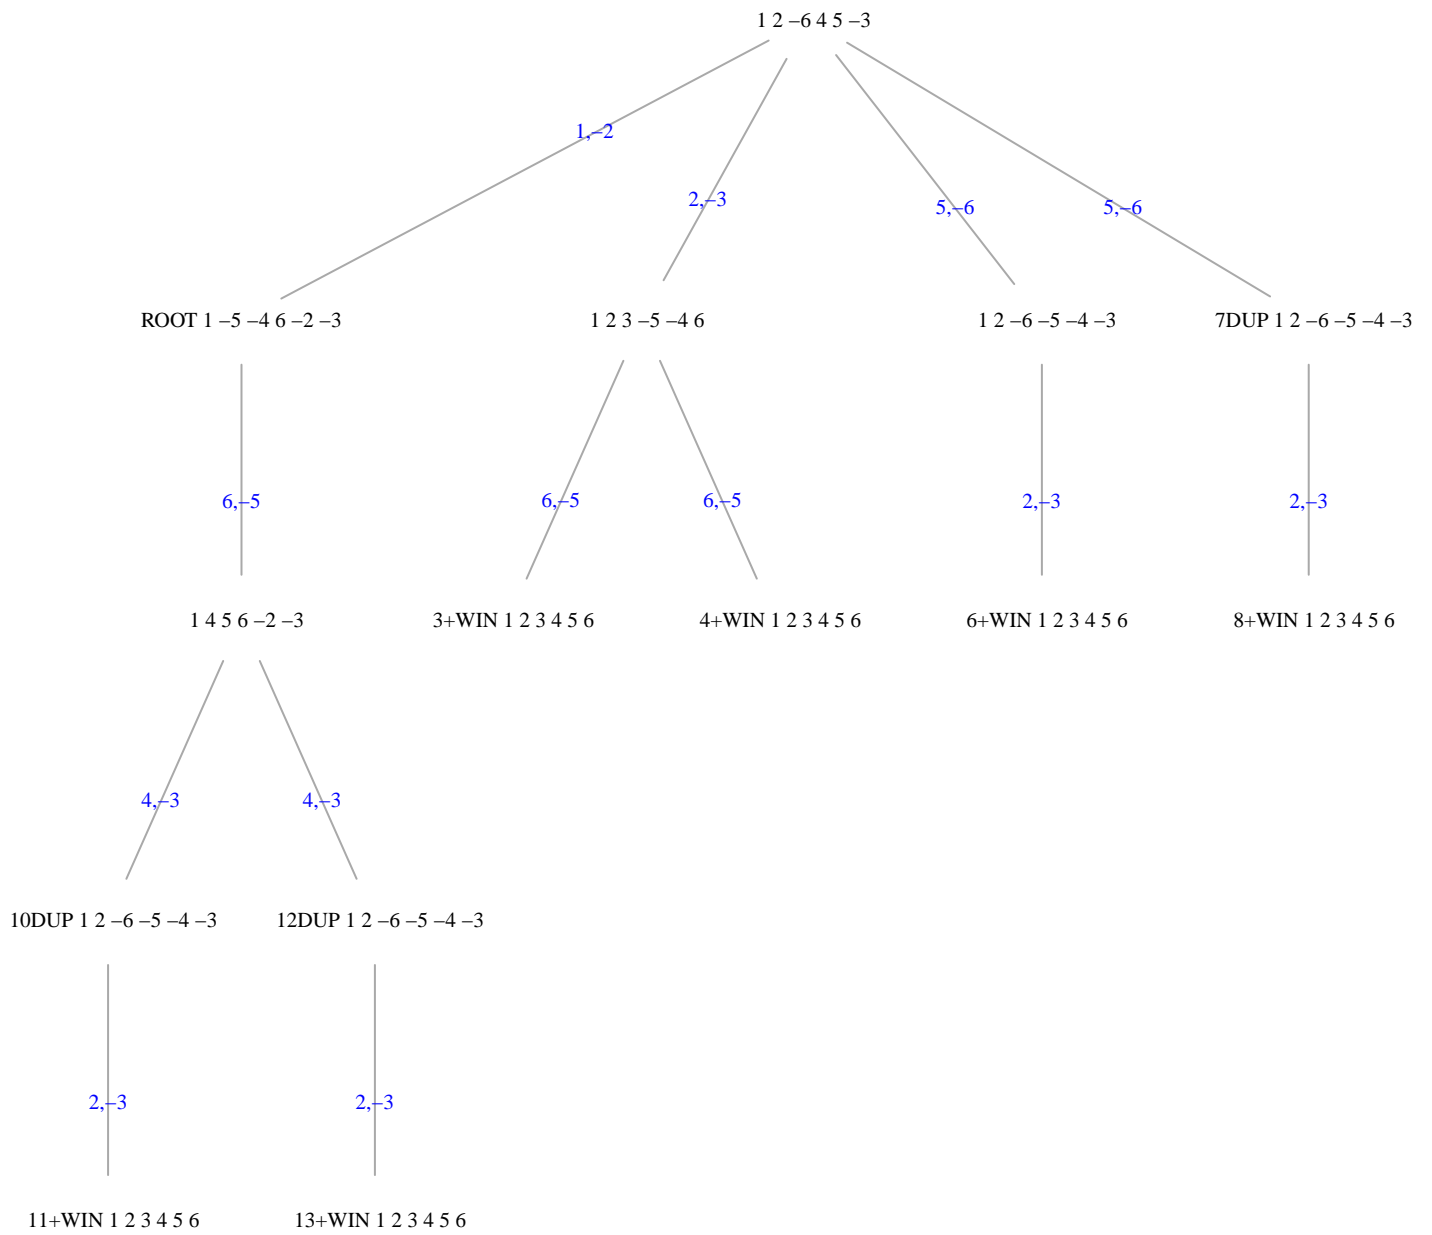 1 2 −6 4 5 −3
1,−2
2,−3
5,−6
5,−6
ROOT 1 −5 −4 6 −2 −3
1 2 3 −5 −4 6
1 2 −6 −5 −4 −3
7DUP 1 2 −6 −5 −4 −3
6,−5
6,−5
6,−5
2,−3
2,−3
1 4 5 6 −2 −3
3+WIN 1 2 3 4 5 6
4+WIN 1 2 3 4 5 6
6+WIN 1 2 3 4 5 6
8+WIN 1 2 3 4 5 6
4,−3
4,−3
10DUP 1 2 −6 −5 −4 −3
12DUP 1 2 −6 −5 −4 −3
2,−3
2,−3
11+WIN 1 2 3 4 5 6
13+WIN 1 2 3 4 5 6